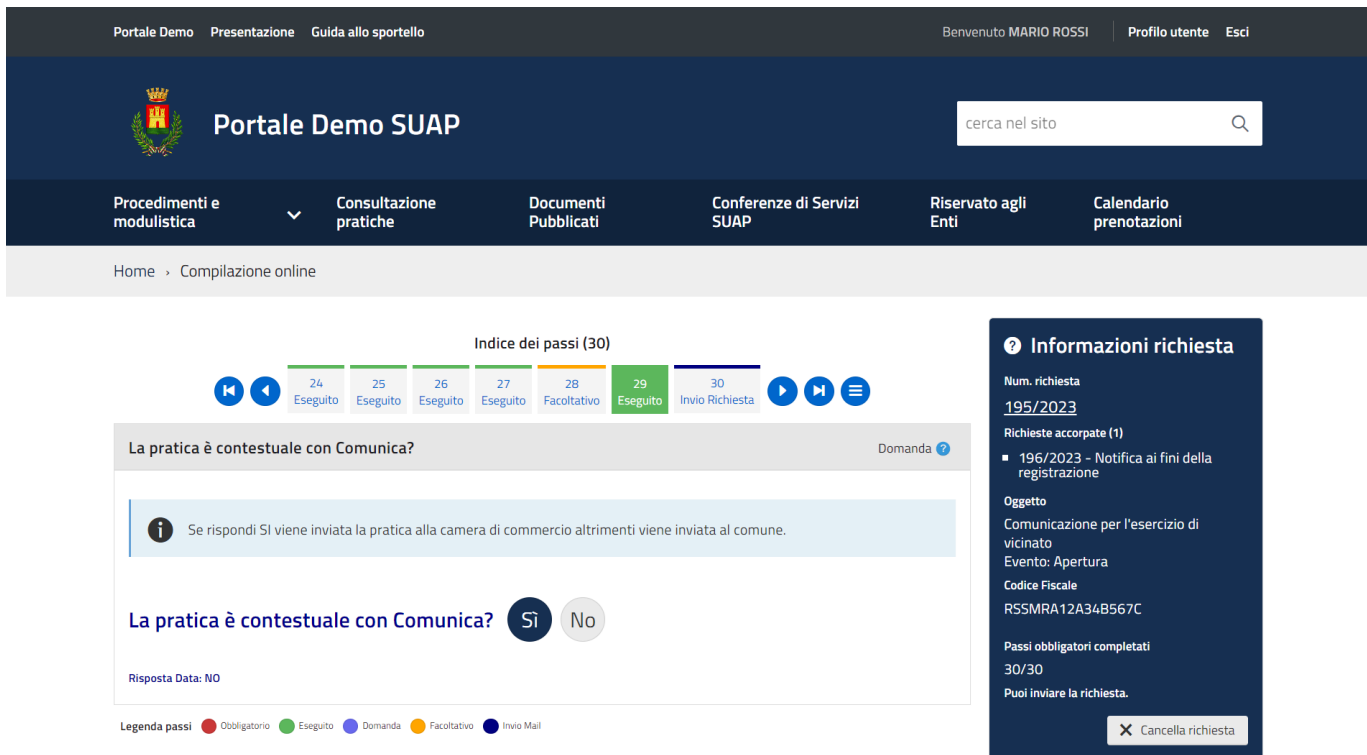 Portale Demo Presentazione Guida allo sportello Benvenuto MARIO ROSSI Profilo utente Esci
Portale Demo SUAP
cerca nel sito
Procedimenti e modulistica
Consultazione pratiche
Documenti Pubblicati
Conferenze di Servizi SUAP
Riservato agli Enti
Calendario prenotazioni
Home › Compilazione online
Indice dei passi (30)
24 Eseguito
25 Eseguito
26 Eseguito
27 Eseguito
28 Facoltativo
29 Eseguito
30 Invio Richiesta
La pratica è contestuale con Comunica? Domanda ?
Se rispondi SI viene inviata la pratica alla camera di commercio altrimenti viene inviata al comune.
La pratica è contestuale con Comunica? Sì No
Risposta Data: NO
Legenda passi Obbligatorio Eseguito Domanda Facoltativo Invio Mail
Informazioni richiesta
Num. richiesta
195/2023
Richieste accorpate (1)
196/2023 - Notifica ai fini della
registrazione
Oggetto
Comunicazione per l'esercizio di
vicinato
Evento: Apertura
Codice Fiscale
RSSMRA12A34B567C
Passi obbligatori completati
30/30
Puoi inviare la richiesta.
Cancella richiesta